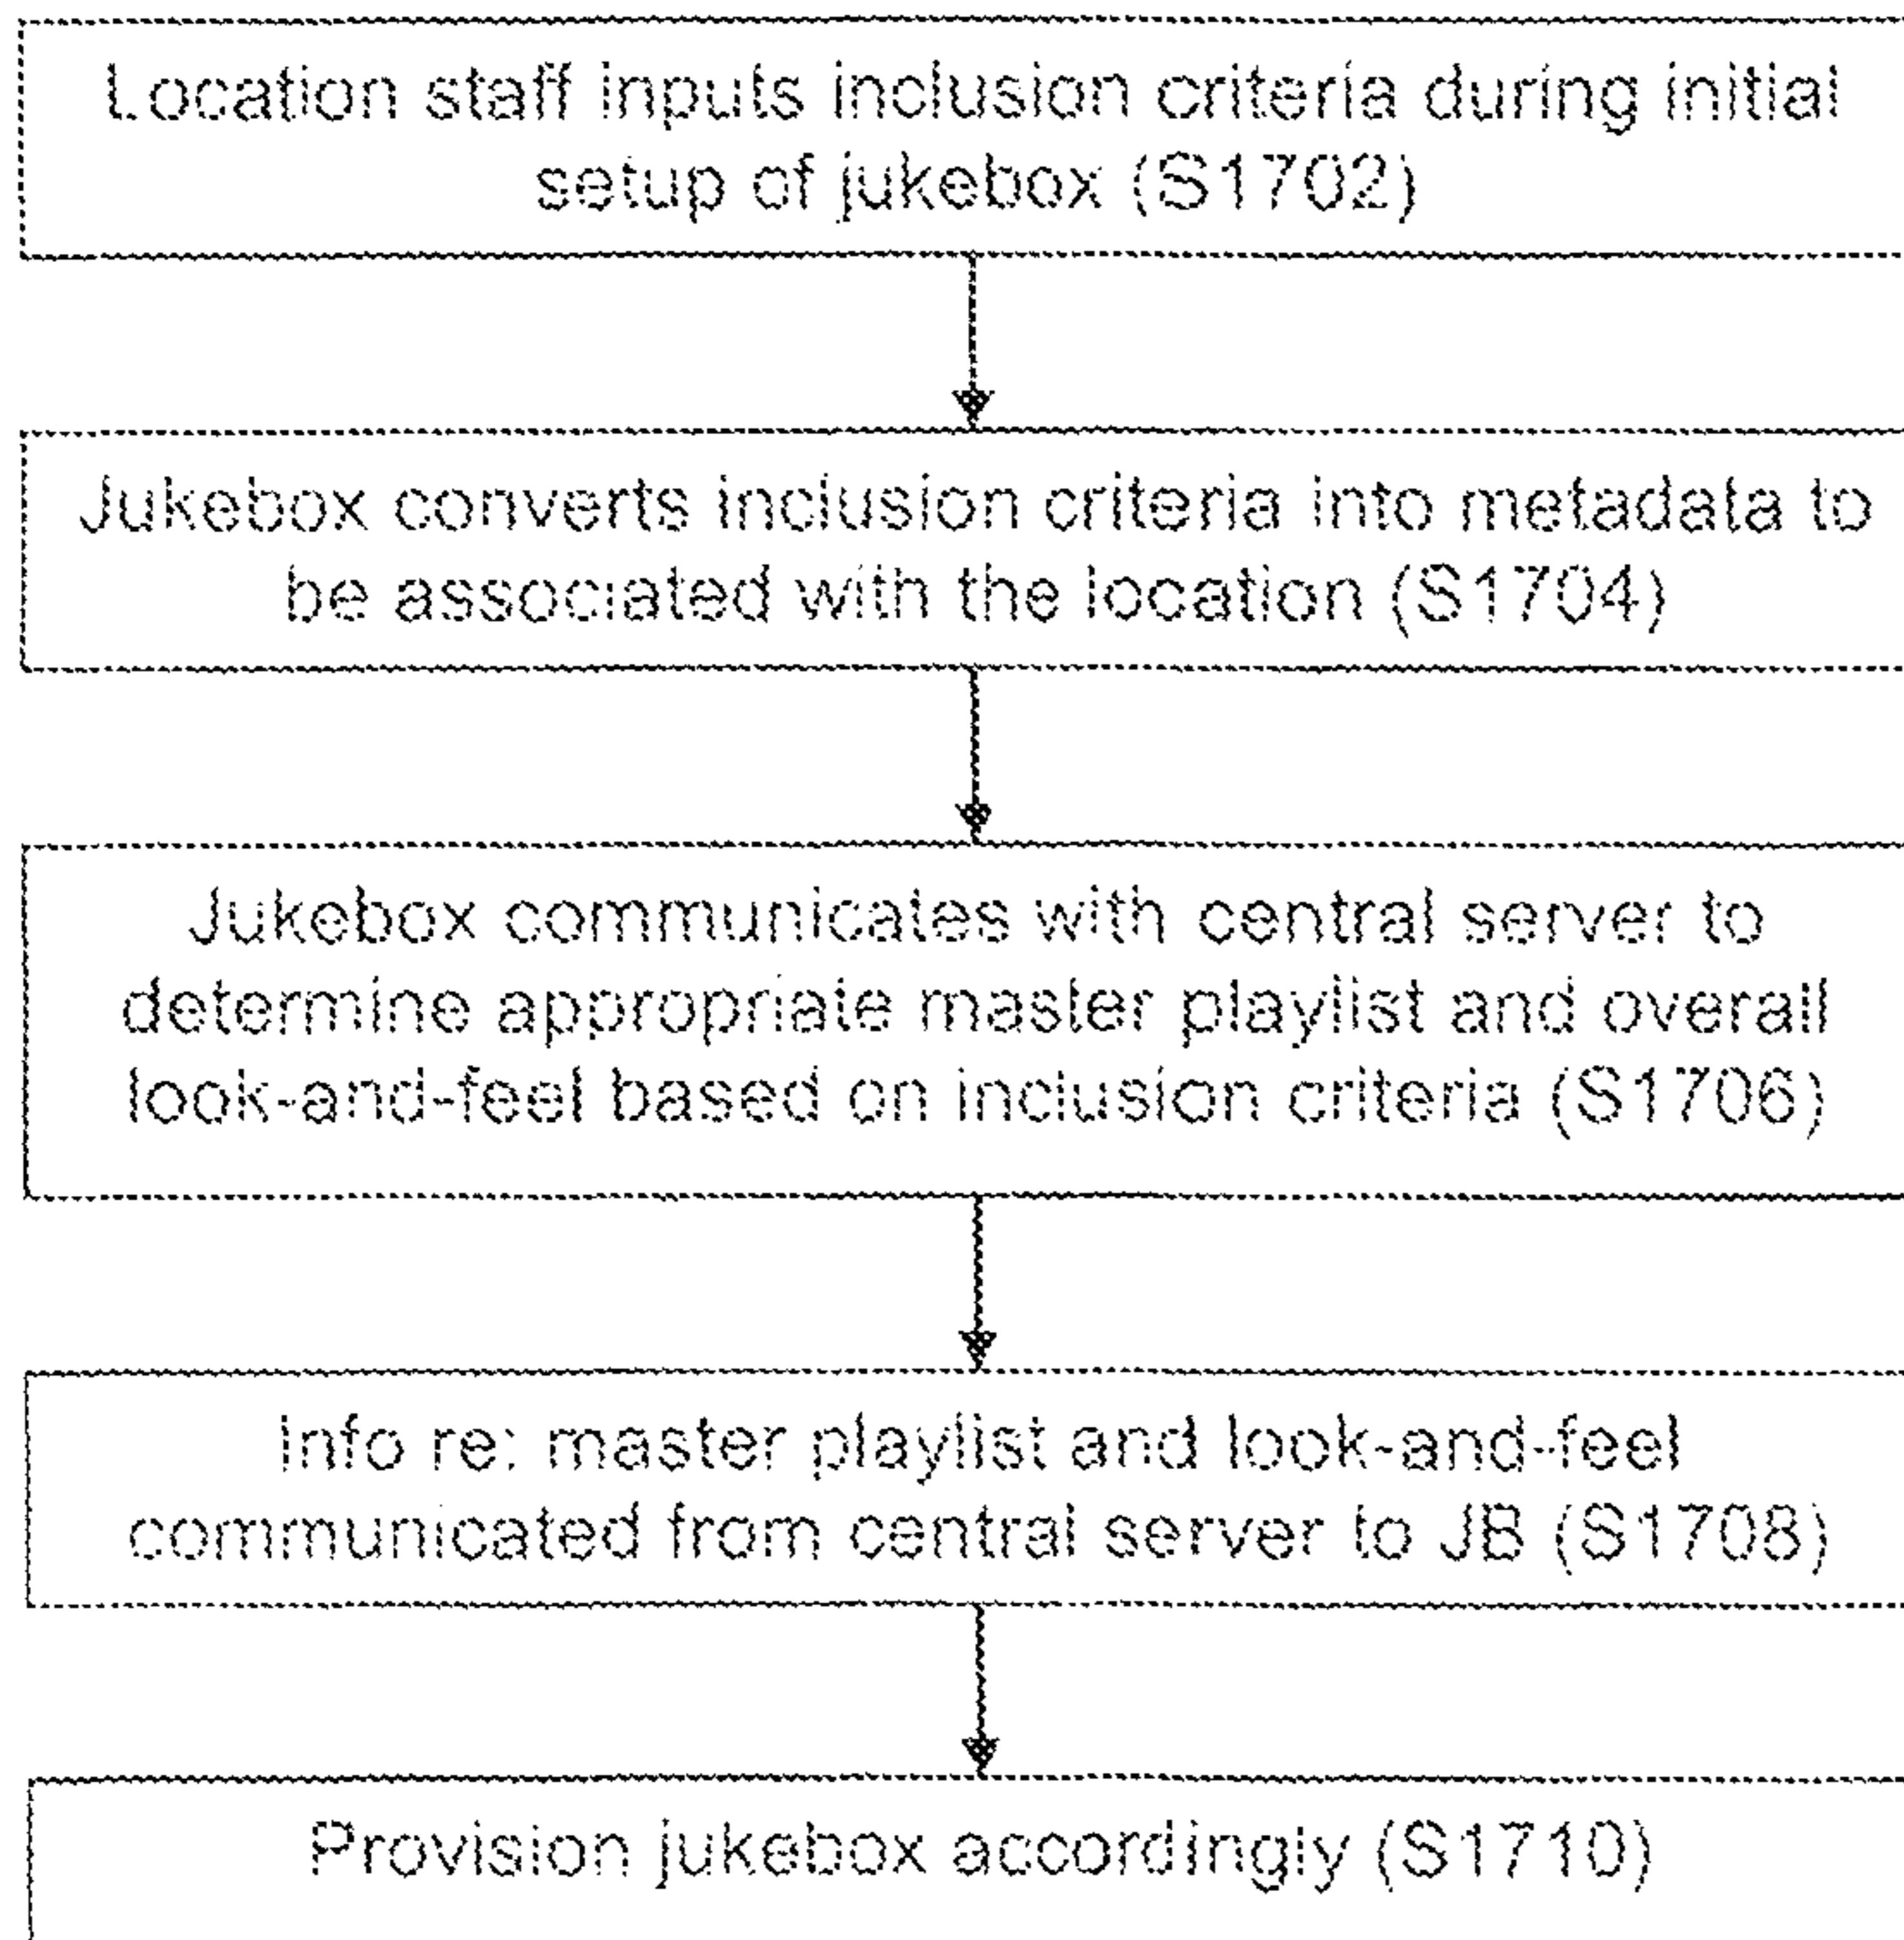 Location staff inputs inclusion criteria during initial
setup of jukebox (S1702)
Jukebox converts inclusion criteria into metadata to
be associated with the location (S1704)
Jukebox communicates with central server to
determine appropriate master playlist and overall
look-and-feel based on inclusion criteria (S1706)
Info re: master playlist and look-and-feel
communicated from central server to JB (S1708)
Provision jukebox accordingly (S1710)